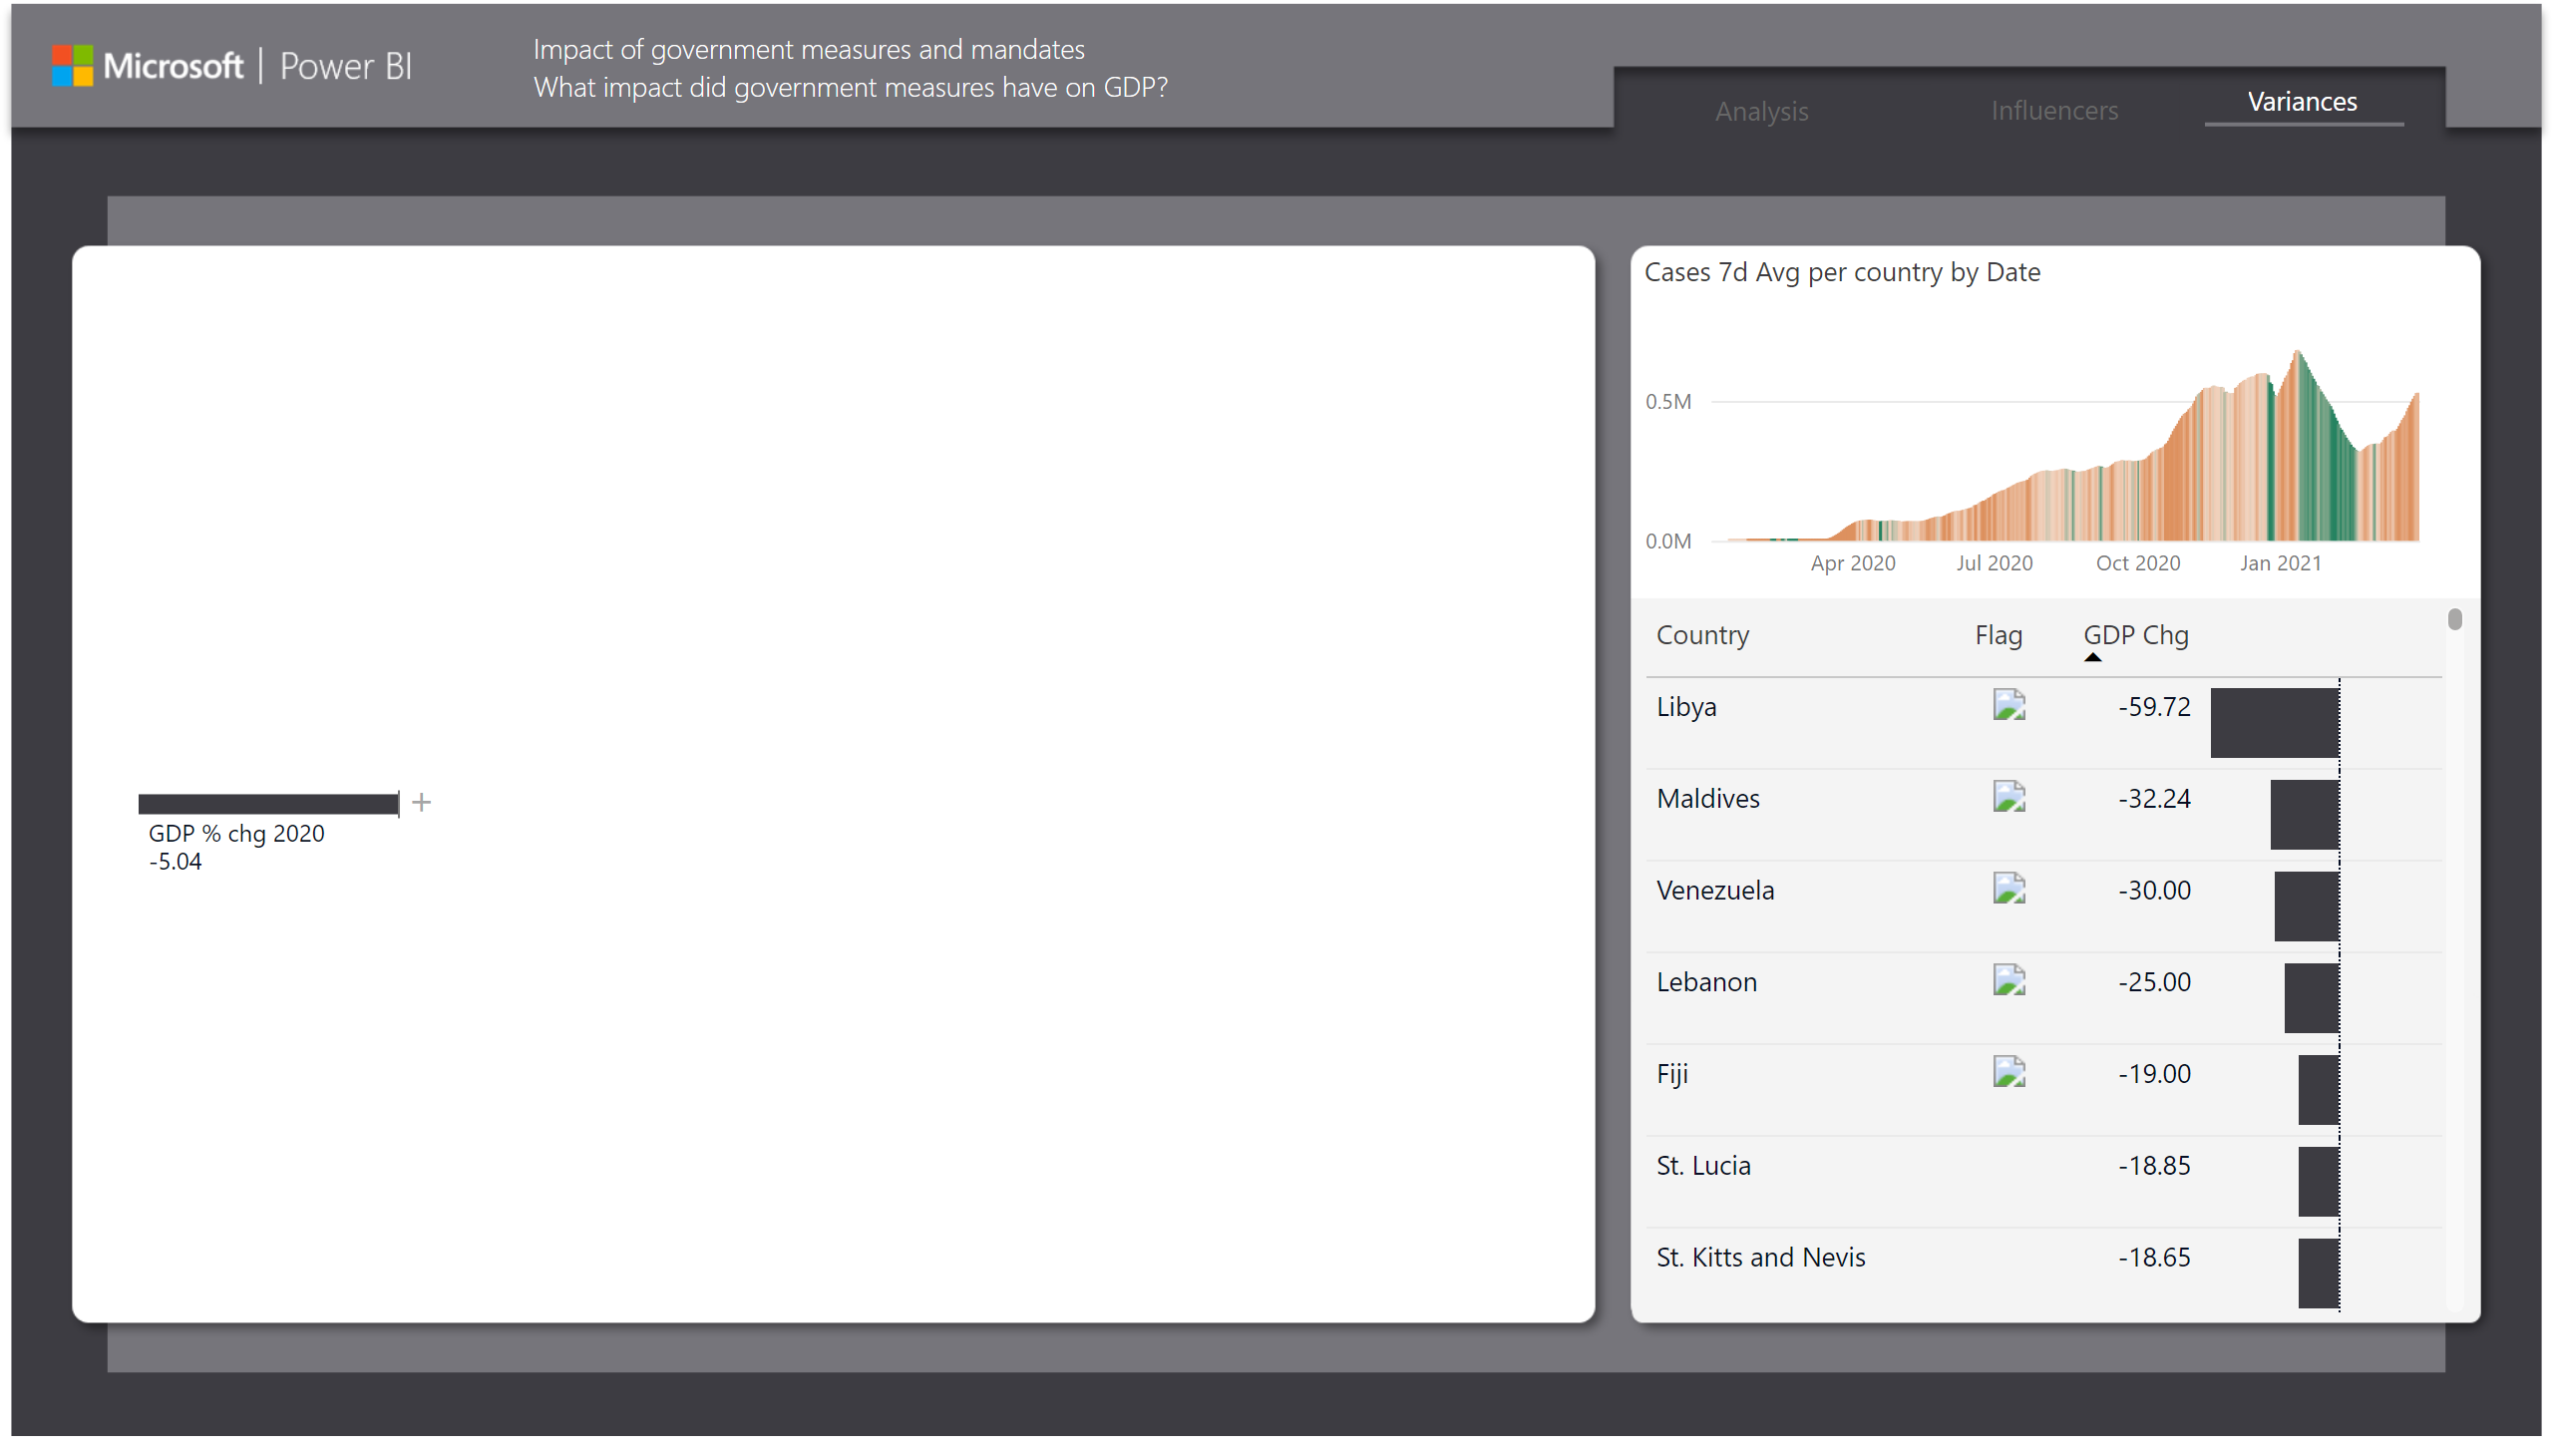 Microsoft | Power BI
Impact of government measures and mandates
What impact did government measures have on GDP?
Analysis
Influencers
Variances
GDP % chg 2020
-5.04
Cases 7d Avg per country by Date
0.5M
0.0M
Apr 2020 Jul 2020 Oct 2020 Jan 2021
Country Flag GDP Chg
Libya -59.72
Maldives -32.24
Venezuela -30.00
Lebanon -25.00
Fiji -19.00
St. Lucia -18.85
St. Kitts and Nevis -18.65